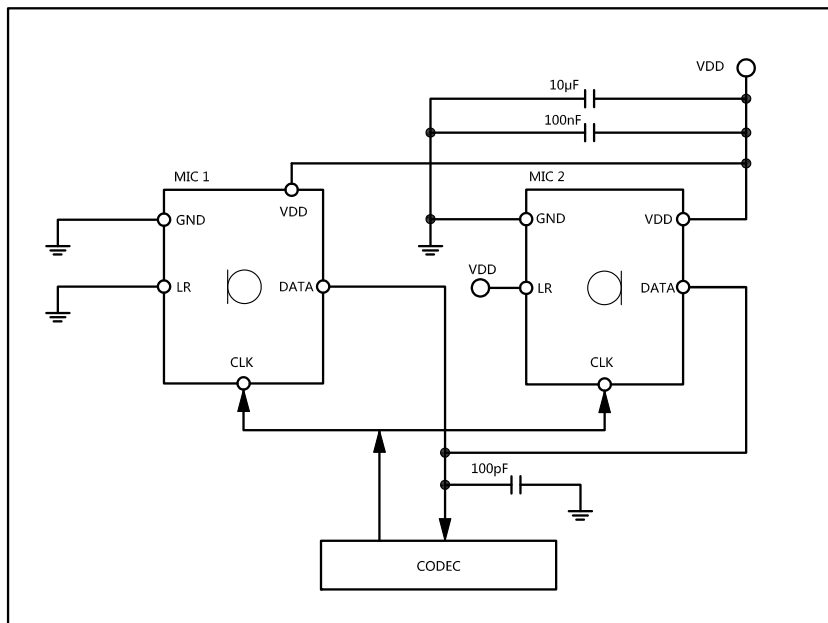 VDD
10μF
100nF
MIC 1
MIC 2
VDD
GND
GND
VDD
VDD
LR
DATA
LR
DATA
CLK
CLK
100pF
CODEC